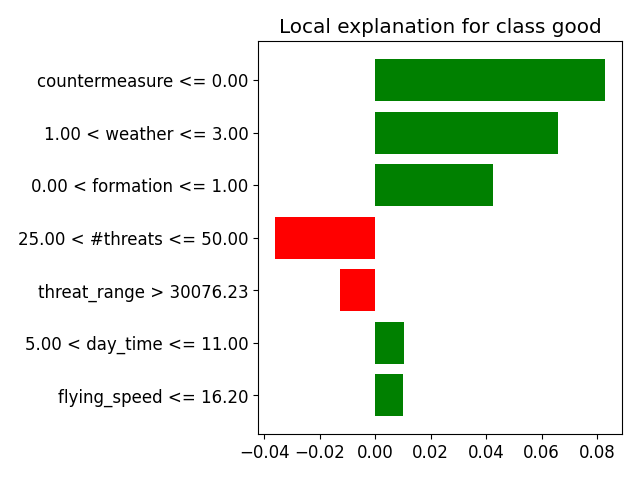 Local explanation for class good
countermeasure <= 0.00
1.00 < weather <= 3.00
0.00 < formation <= 1.00
25.00 < #threats <= 50.00
threat_range > 30076.23
5.00 < day_time <= 11.00
flying_speed <= 16.20
−0.04 −0.02 0.00 0.02 0.04 0.06 0.08